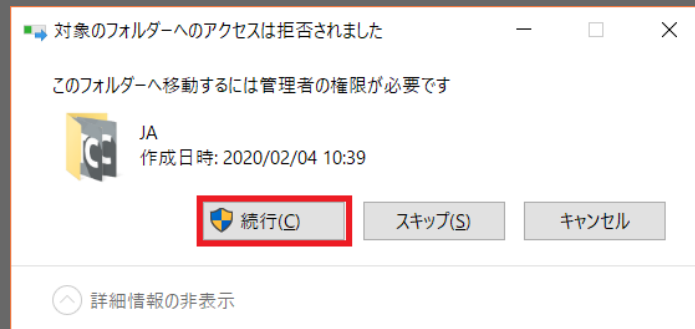 対象のフォルダーへのアクセスは拒否されました
このフォルダーへ移動するには管理者の権限が必要です
JA
作成日時: 2020/02/04 10:39
続行(C) スキップ(S) キャンセル
詳細情報の非表示